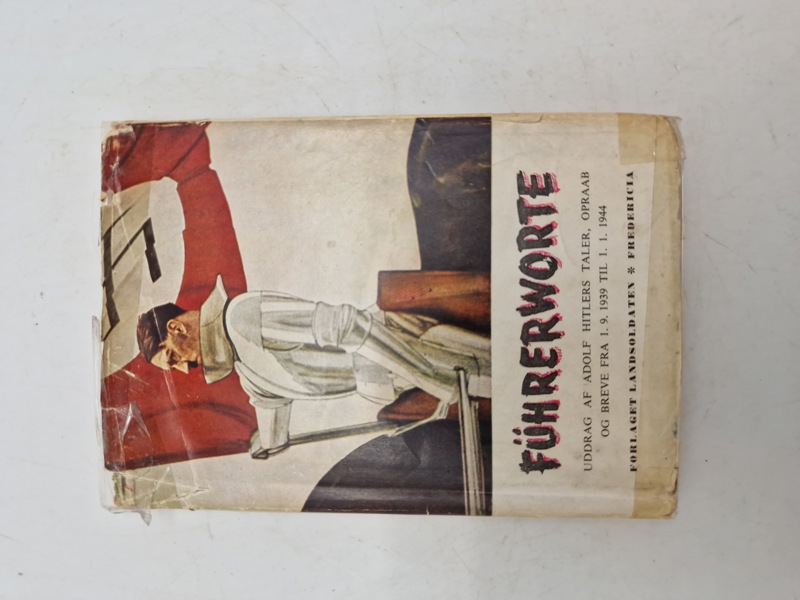 FÜHRERWORTE
UDDRAG AF ADOLF HITLERS TALER, OPRAAB
OG BREVE FRA 1. 9. 1939 TIL 1. 1. 1944
FORLAGET LANDSOLDATEN ✼ FREDERICIA